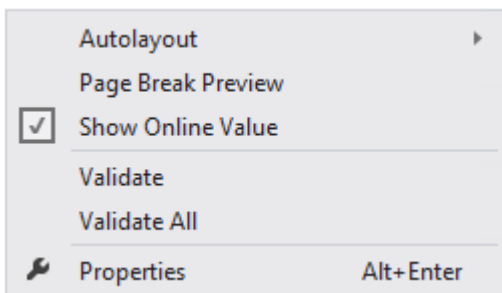 Autolayout
Page Break Preview
Show Online Value
Validate
Validate All
Properties Alt+Enter